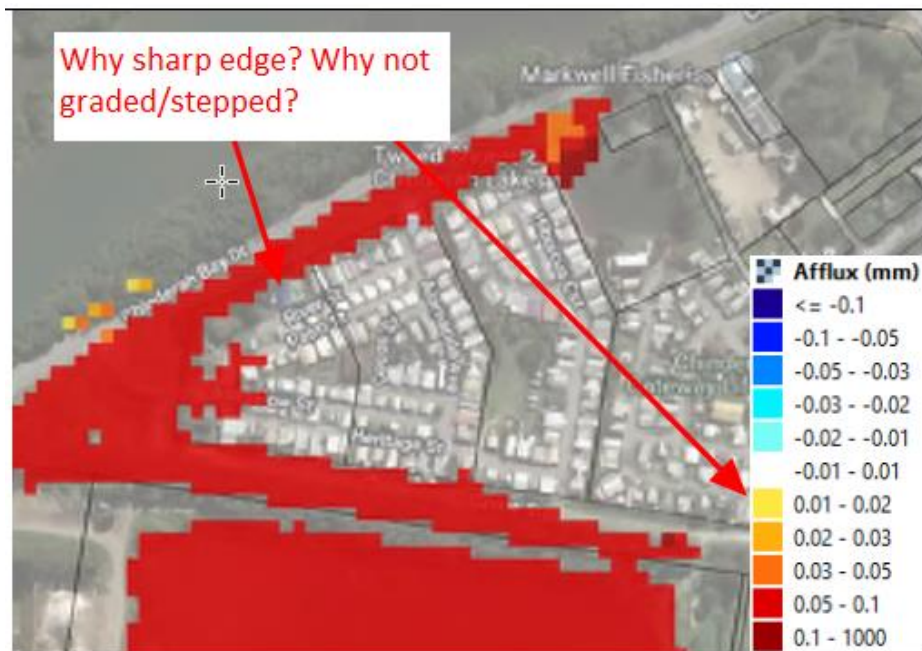 Why sharp edge? Why not
graded/stepped?
Markwell Fisheries
Afflux (mm)
<= -0.1
-0.1 - -0.05
-0.05 - -0.03
-0.03 - -0.02
-0.02 - -0.01
-0.01 - 0.01
0.01 - 0.02
0.02 - 0.03
0.03 - 0.05
0.05 - 0.1
0.1 - 1000